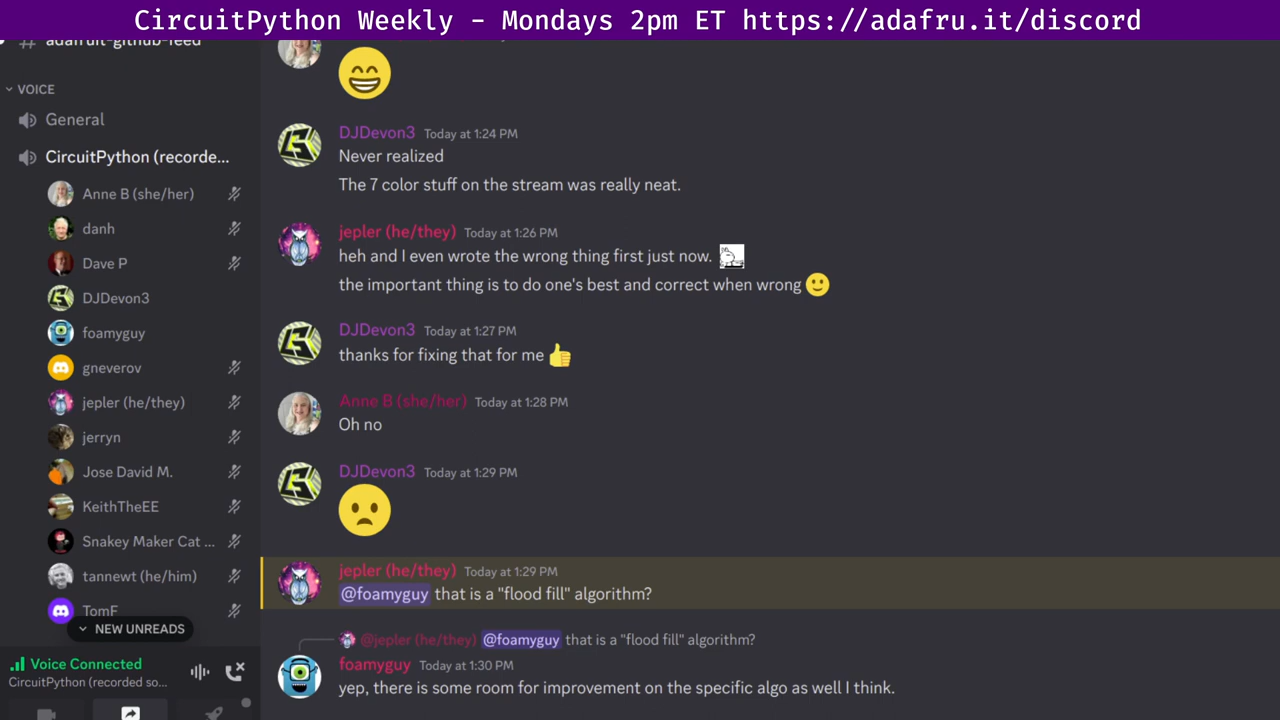 CircuitPython Weekly - Mondays 2pm ET https://adafru.it/discord
# adafruit-github-feed
VOICE
General
CircuitPython (recorde...
Anne B (she/her)
danh
Dave P
DJDevon3
foamyguy
gneverov
jepler (he/they)
jerryn
Jose David M.
KeithTheEE
Snakey Maker Cat ...
tannewt (he/him)
TomF
NEW UNREADS
Voice Connected
CircuitPython (recorded so...
DJDevon3 Today at 1:24 PM
Never realized
The 7 color stuff on the stream was really neat.
jepler (he/they) Today at 1:26 PM
heh and I even wrote the wrong thing first just now.
the important thing is to do one's best and correct when wrong
DJDevon3 Today at 1:27 PM
thanks for fixing that for me
Anne B (she/her) Today at 1:28 PM
Oh no
DJDevon3 Today at 1:29 PM
jepler (he/they) Today at 1:29 PM
@foamyguy that is a "flood fill" algorithm?
@jepler (he/they) @foamyguy that is a "flood fill" algorithm?
foamyguy Today at 1:30 PM
yep, there is some room for improvement on the specific algo as well I think.